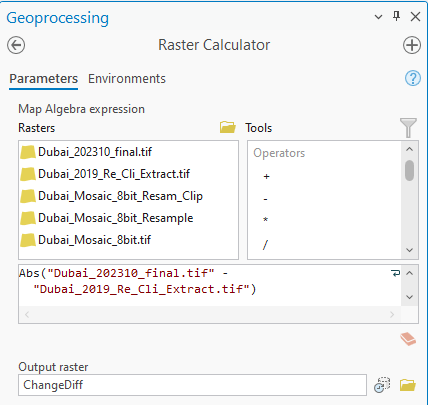 Geoprocessing
Raster Calculator
Parameters Environments
Map Algebra expression
Rasters
Dubai_202310_final.tif
Dubai_2019_Re_Cli_Extract.tif
Dubai_Mosaic_8bit_Resam_Clip
Dubai_Mosaic_8bit_Resample
Dubai_Mosaic_8bit.tif
Tools
Operators
+
-
*
/
Abs("Dubai_202310_final.tif" -
"Dubai_2019_Re_Cli_Extract.tif")
Output raster
ChangeDiff